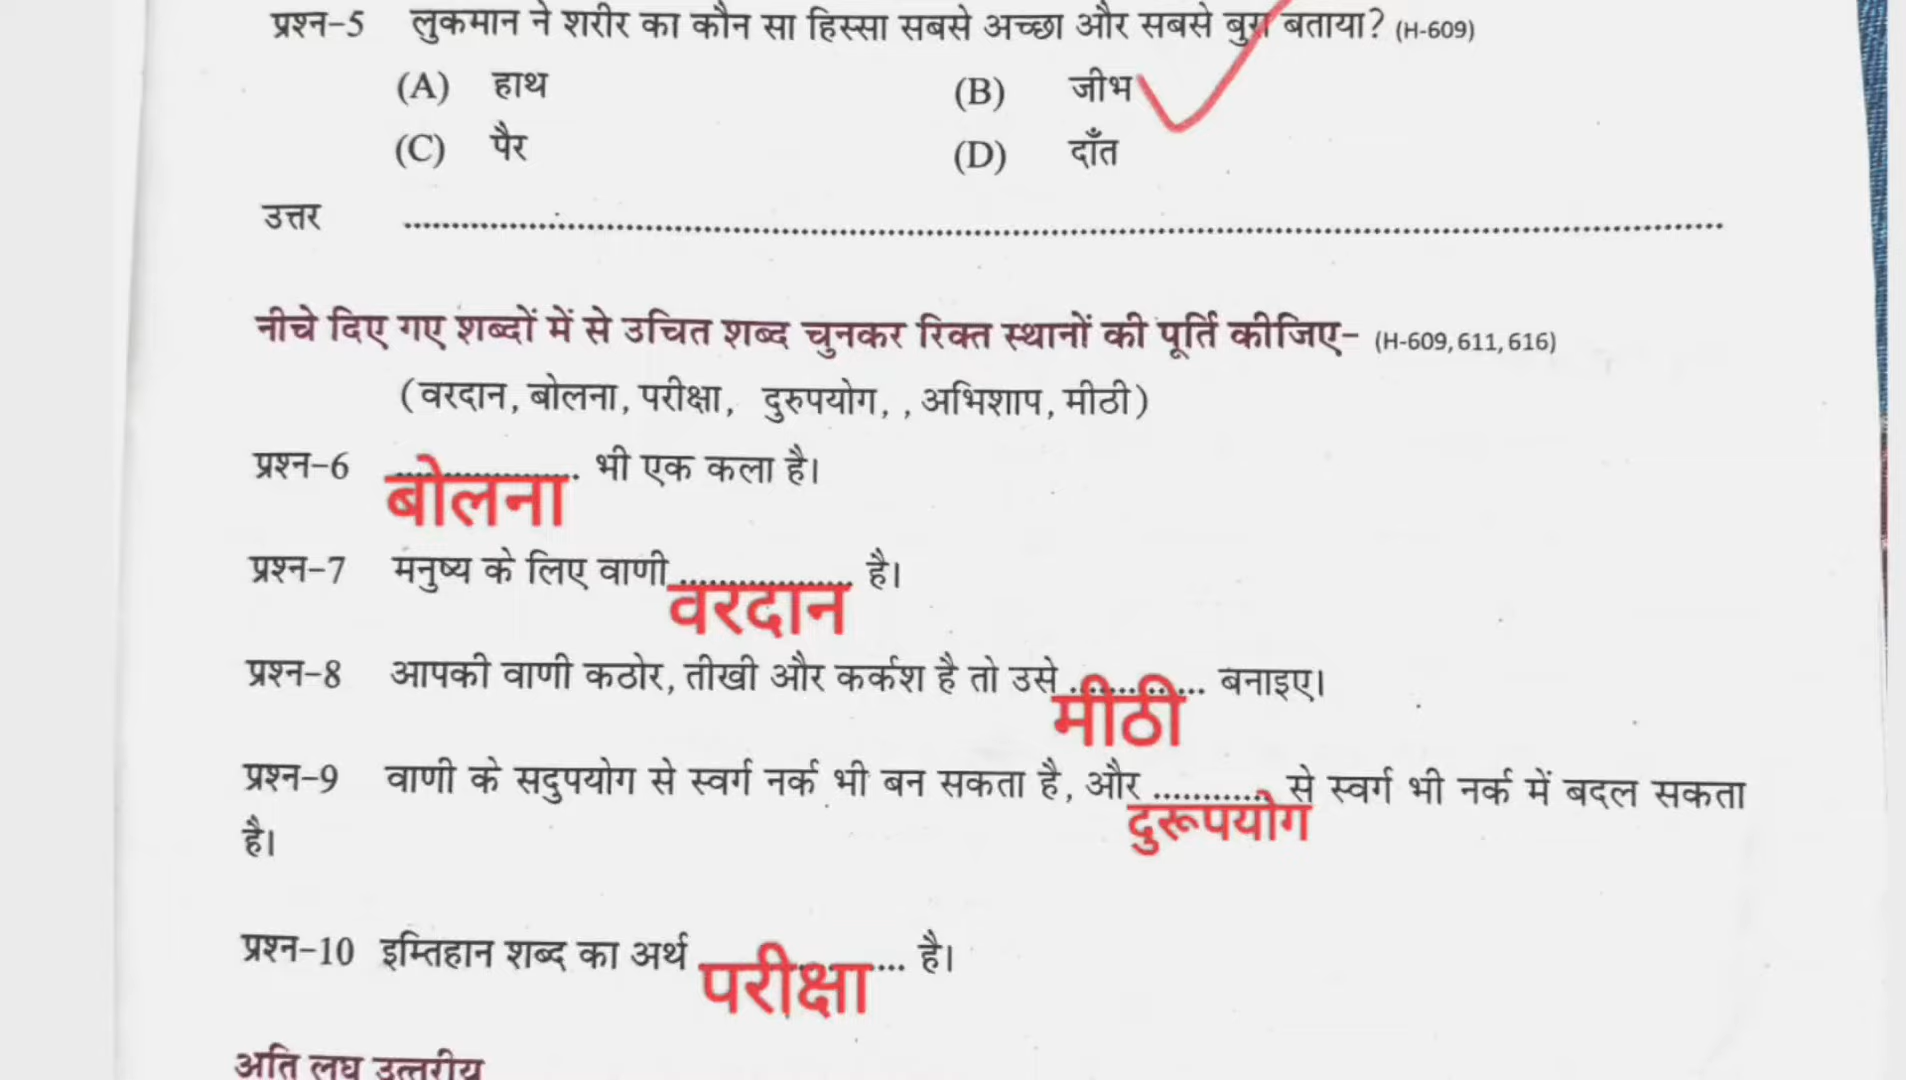 प्रश्न-5 लुकमान ने शरीर का कौन सा हिस्सा सबसे अच्छा और सबसे बुरा बताया? (H-609)
(A) हाथ (B) जीभ
(C) पैर (D) दाँत
उत्तर ....................................................................................................
नीचे दिए गए शब्दों में से उचित शब्द चुनकर रिक्त स्थानों की पूर्ति कीजिए- (H-609,611,616)
(वरदान, बोलना, परीक्षा, दुरुपयोग, , अभिशाप, मीठी)
प्रश्न-6 .................. भी एक कला है।
बोलना
प्रश्न-7 मनुष्य के लिए वाणी .................. है।
वरदान
प्रश्न-8 आपकी वाणी कठोर, तीखी और कर्कश है तो उसे .............. बनाइए।
मीठी
प्रश्न-9 वाणी के सदुपयोग से स्वर्ग नर्क भी बन सकता है, और ............ से स्वर्ग भी नर्क में बदल सकता
दुरूपयोग
है।
प्रश्न-10 इम्तिहान शब्द का अर्थ .................. है।
परीक्षा
अति लघु उत्तरीय